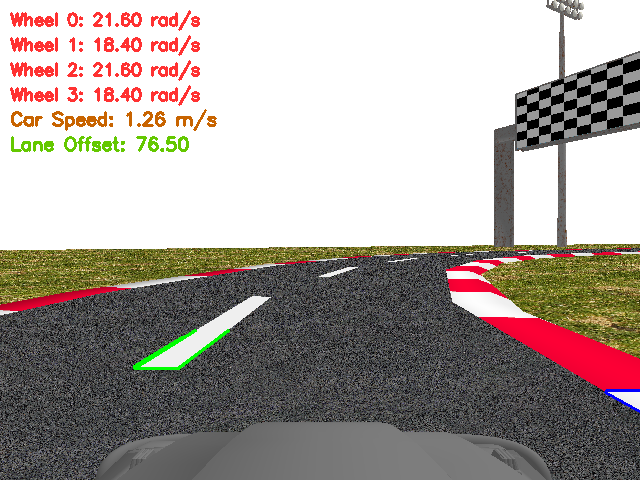 Wheel 0: 21.60 rad/s
Wheel 1: 18.40 rad/s
Wheel 2: 21.60 rad/s
Wheel 3: 18.40 rad/s
Car Speed: 1.26 m/s
Lane Offset: 76.50